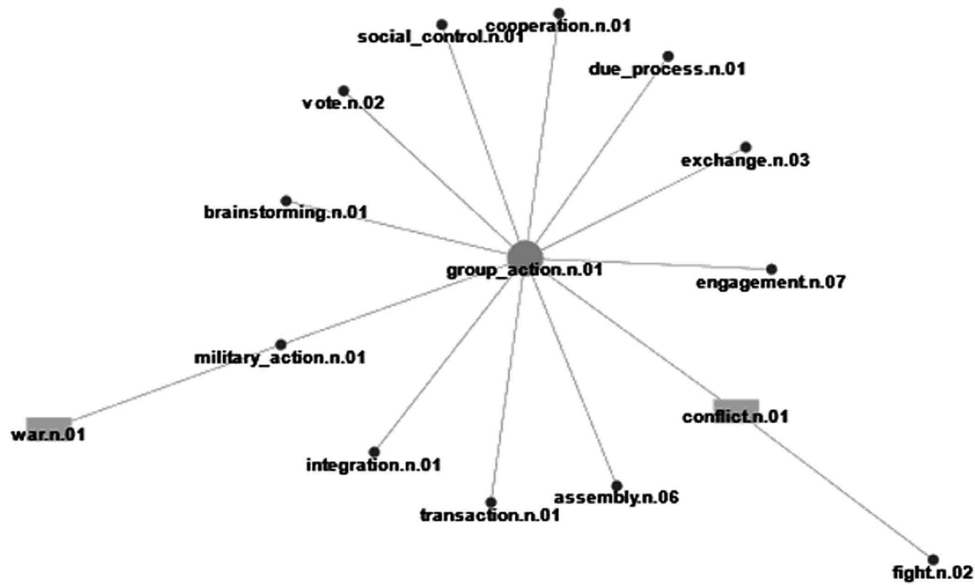 cooperation.n.01
social_control.n.01
due_process.n.01
vote.n.02
exchange.n.03
brainstorming.n.01
group_action.n.01
engagement.n.07
military_action.n.01
conflict.n.01
war.n.01
integration.n.01
assembly.n.06
transaction.n.01
fight.n.02